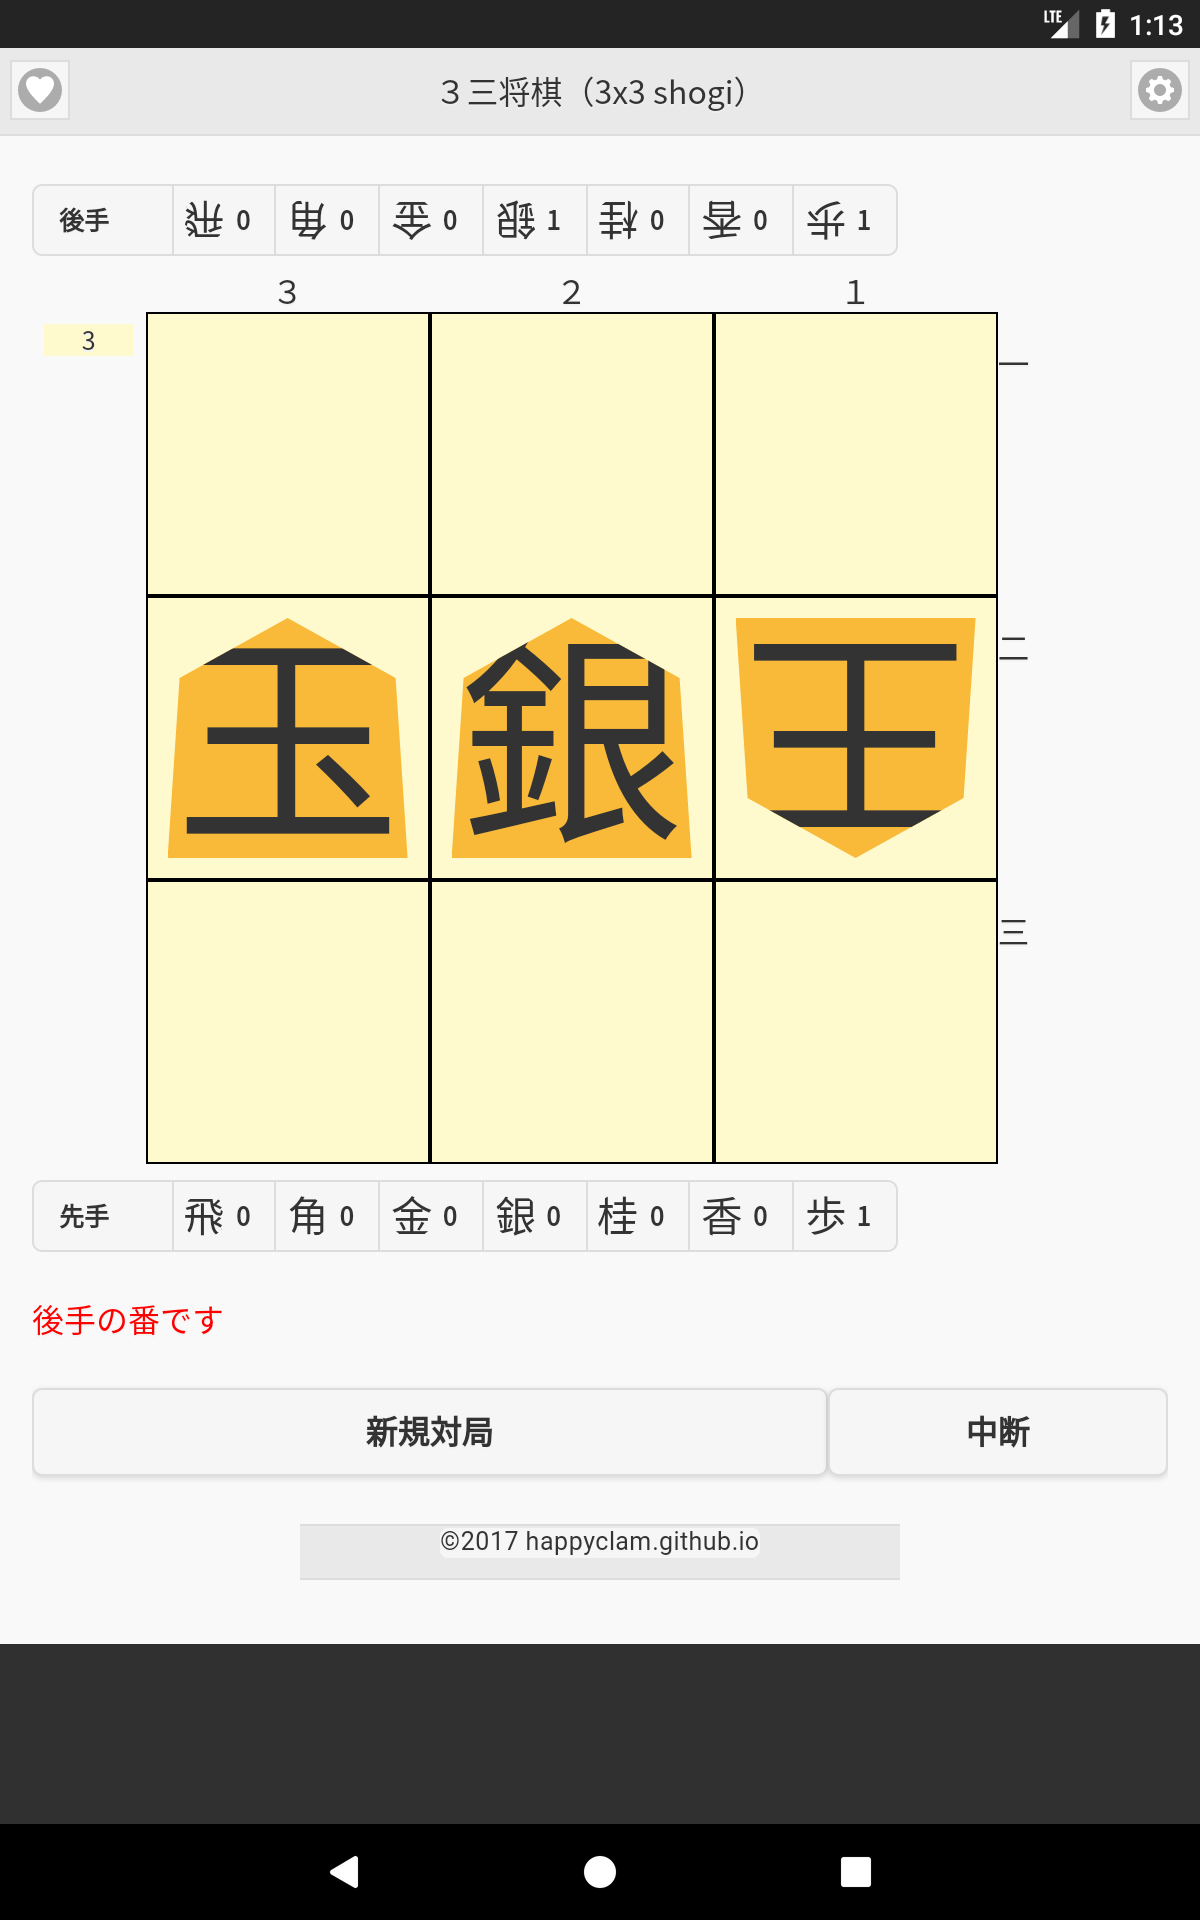 LTE 1:13
３三将棋（3x3 shogi）
後手 飛 0 角 0 金 0 銀 1 桂 0 香 0 歩 1
３ ２ １
3
一
玉 銀 王 二
三
先手 飛 0 角 0 金 0 銀 0 桂 0 香 0 歩 1
後手の番です
新規対局 中断
©2017 happyclam.github.io